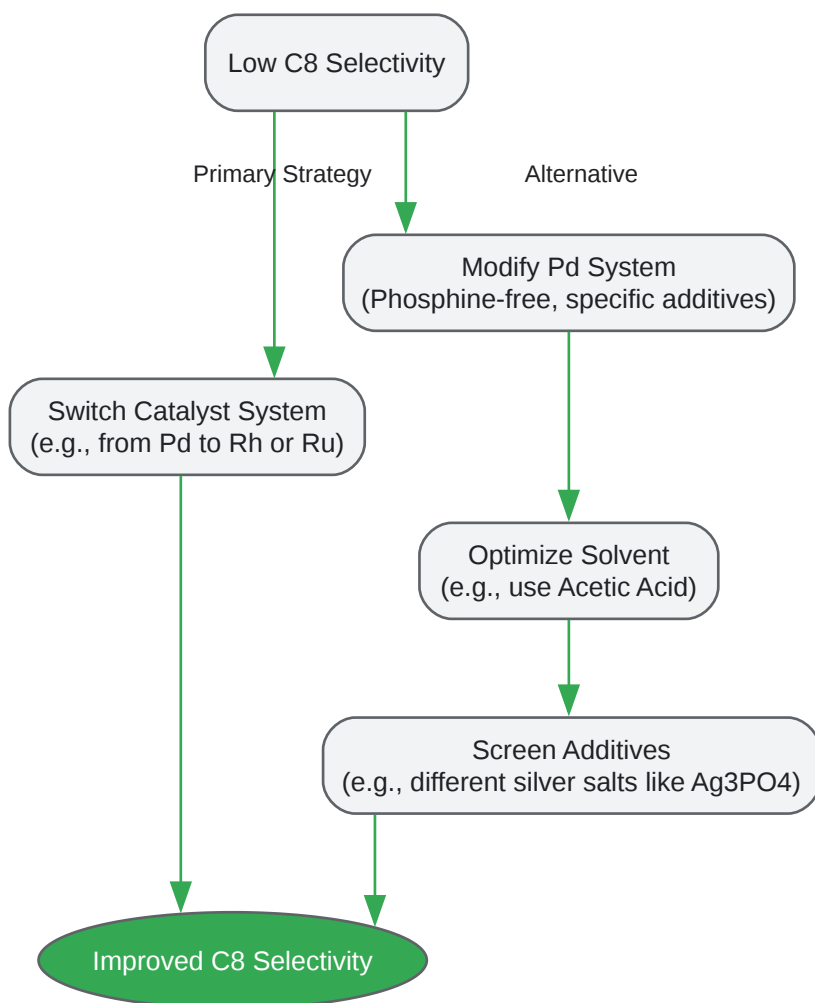 Low C8 Selectivity
Primary Strategy
Alternative
Modify Pd System
(Phosphine-free, specific additives)
Switch Catalyst System
(e.g., from Pd to Rh or Ru)
Optimize Solvent
(e.g., use Acetic Acid)
Screen Additives
(e.g., different silver salts like Ag3PO4)
Improved C8 Selectivity